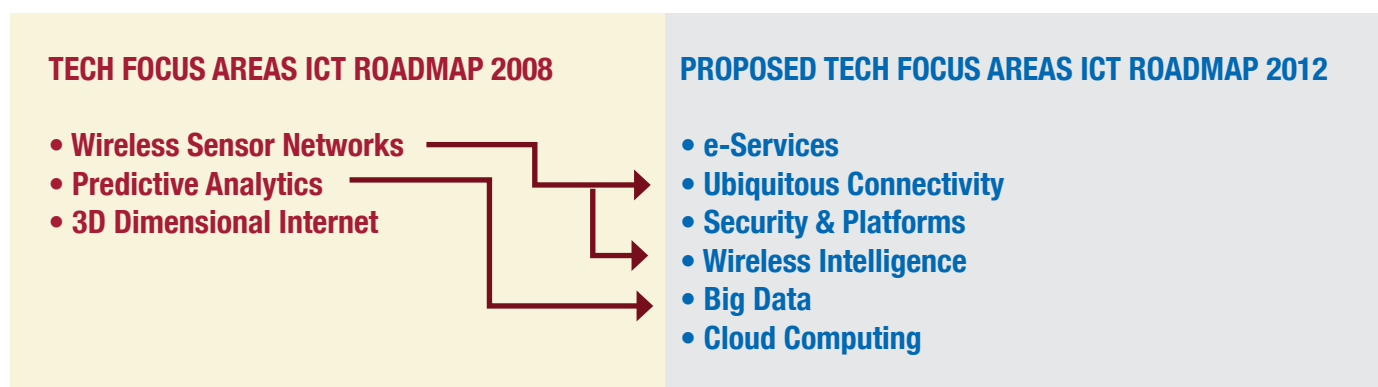 TECH FOCUS AREAS ICT ROADMAP 2008
• Wireless Sensor Networks
• Predictive Analytics
• 3D Dimensional Internet
PROPOSED TECH FOCUS AREAS ICT ROADMAP 2012
• e-Services
• Ubiquitous Connectivity
• Security & Platforms
• Wireless Intelligence
• Big Data
• Cloud Computing